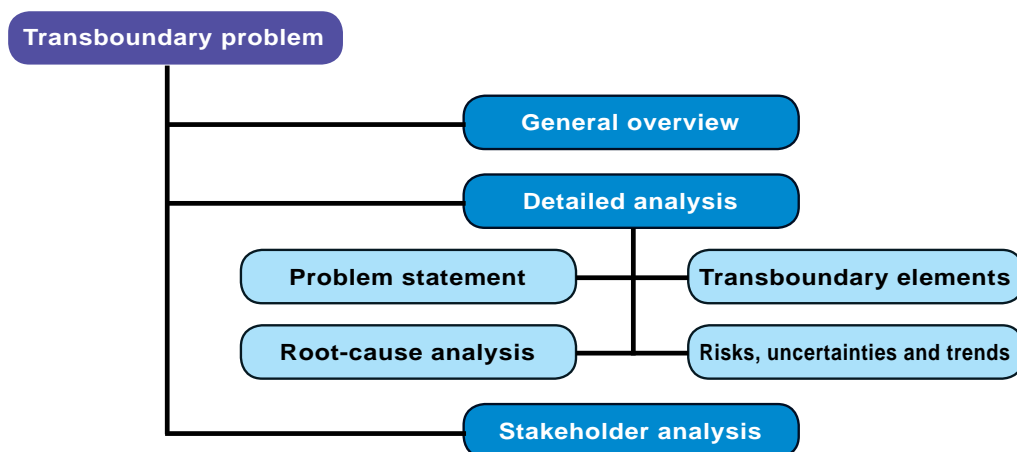 Transboundary problem
General overview
Detailed analysis
Problem statement
Transboundary elements
Root-cause analysis
Risks, uncertainties and trends
Stakeholder analysis